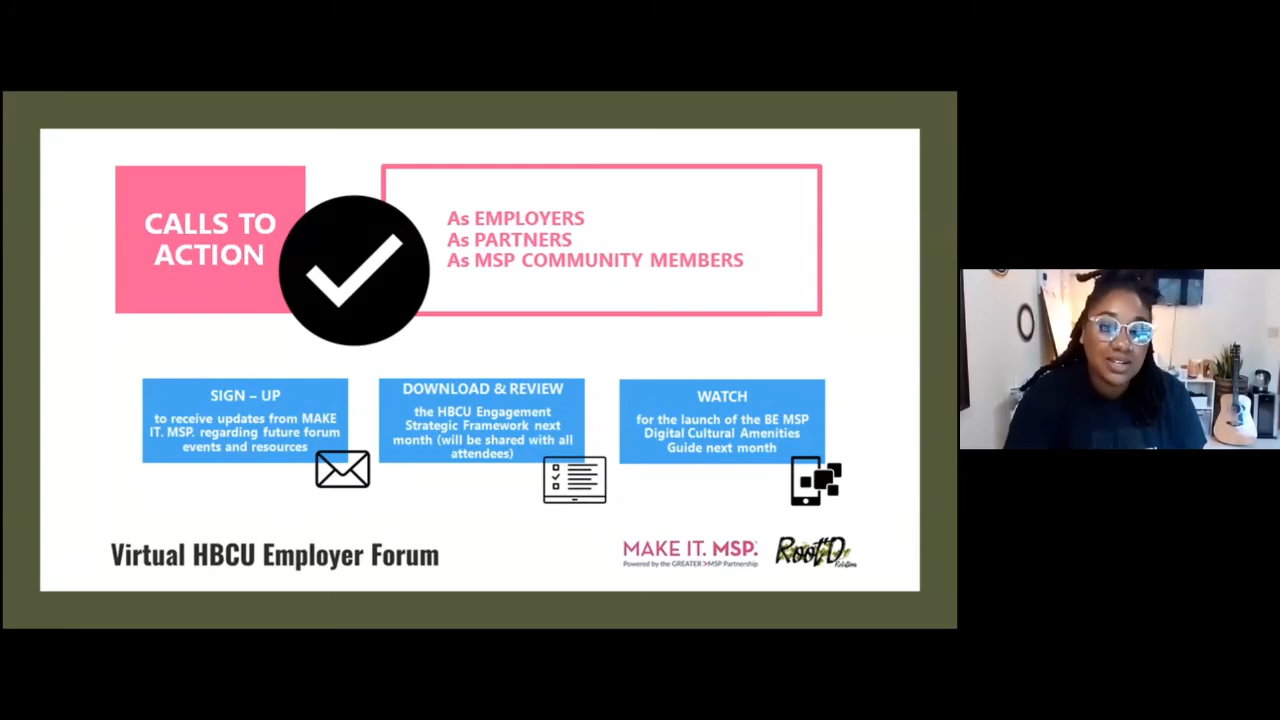 CALLS TO
ACTION
As EMPLOYERS
As PARTNERS
As MSP COMMUNITY MEMBERS
SIGN – UP
to receive updates from MAKE
IT. MSP. regarding future forum
events and resources
DOWNLOAD & REVIEW
the HBCU Engagement
Strategic Framework next
month (will be shared with all
attendees)
WATCH
for the launch of the BE MSP
Digital Cultural Amenities
Guide next month
Virtual HBCU Employer Forum
MAKE IT. MSP.
Powered by the GREATER>MSP Partnership
Root'D
Relations